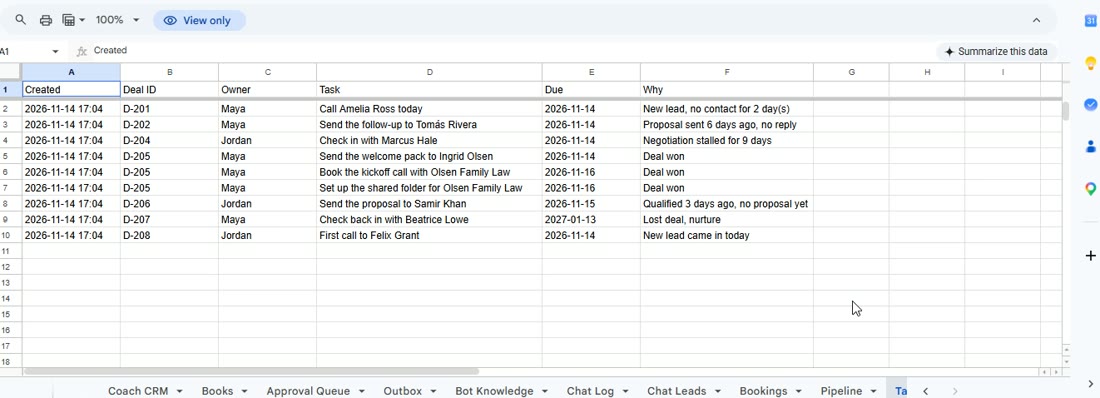 100% View only
A1 fx Created Summarize this data
A B C D E F G H I
1 Created Deal ID Owner Task Due Why
2 2026-11-14 17:04 D-201 Maya Call Amelia Ross today 2026-11-14 New lead, no contact for 2 day(s)
3 2026-11-14 17:04 D-202 Maya Send the follow-up to Tomás Rivera 2026-11-14 Proposal sent 6 days ago, no reply
4 2026-11-14 17:04 D-204 Jordan Check in with Marcus Hale 2026-11-14 Negotiation stalled for 9 days
5 2026-11-14 17:04 D-205 Maya Send the welcome pack to Ingrid Olsen 2026-11-14 Deal won
6 2026-11-14 17:04 D-205 Maya Book the kickoff call with Olsen Family Law 2026-11-16 Deal won
7 2026-11-14 17:04 D-205 Maya Set up the shared folder for Olsen Family Law 2026-11-16 Deal won
8 2026-11-14 17:04 D-206 Jordan Send the proposal to Samir Khan 2026-11-15 Qualified 3 days ago, no proposal yet
9 2026-11-14 17:04 D-207 Maya Check back in with Beatrice Lowe 2027-01-13 Lost deal, nurture
10 2026-11-14 17:04 D-208 Jordan First call to Felix Grant 2026-11-14 New lead came in today
11
12
13
14
15
16
17
18
Coach CRM Books Approval Queue Outbox Bot Knowledge Chat Log Chat Leads Bookings Pipeline Ta
31